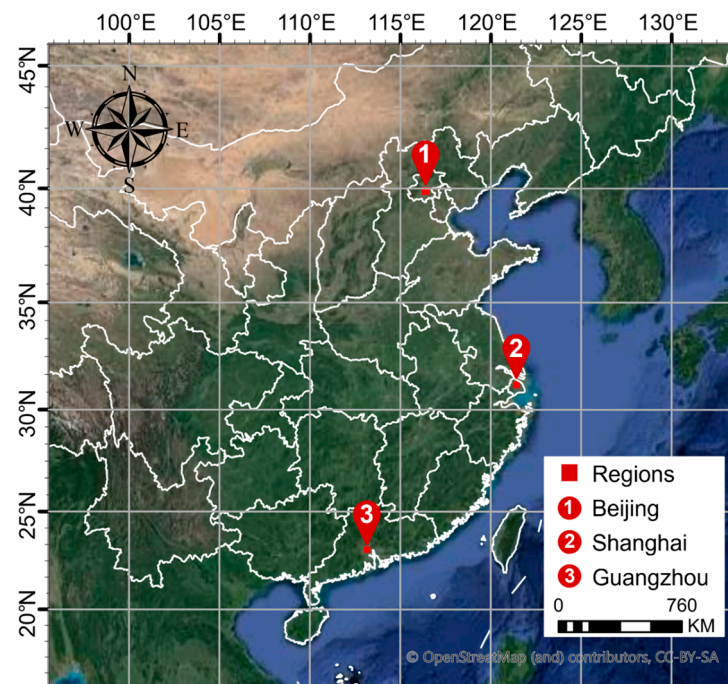 100°E 105°E 110°E 115°E 120°E 125°E 130°E
45°N
40°N
35°N
30°N
25°N
20°N
N
W E
S
1
2
3
Regions
1 Beijing
2 Shanghai
3 Guangzhou
0 760
KM
© OpenStreetMap (and) contributors, CC-BY-SA